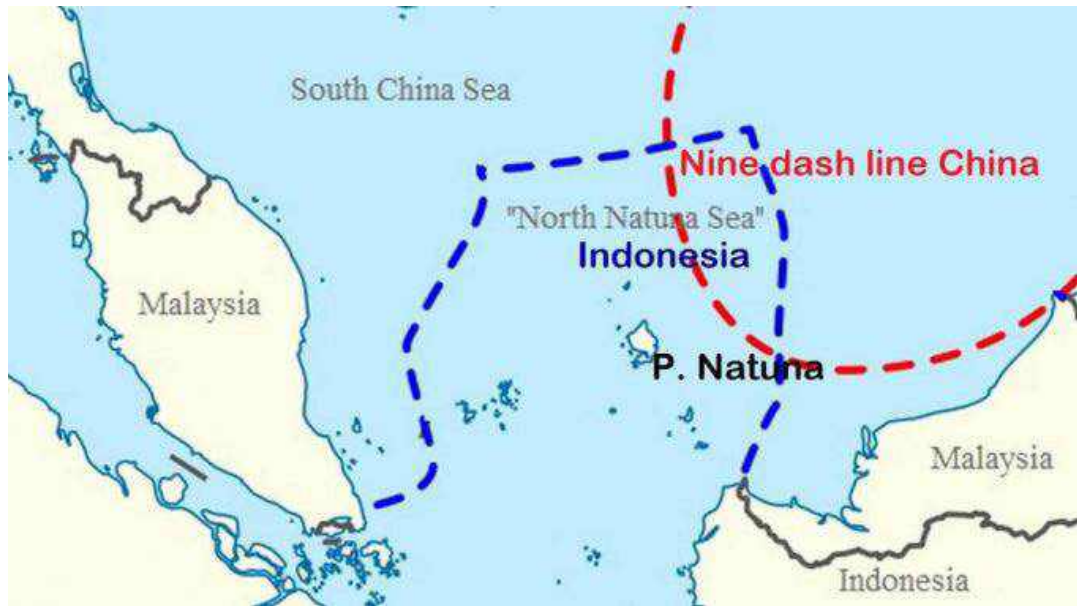 South China Sea
Nine dash line China
"North Natuna Sea"
Indonesia
Malaysia
P. Natuna
Malaysia
Indonesia